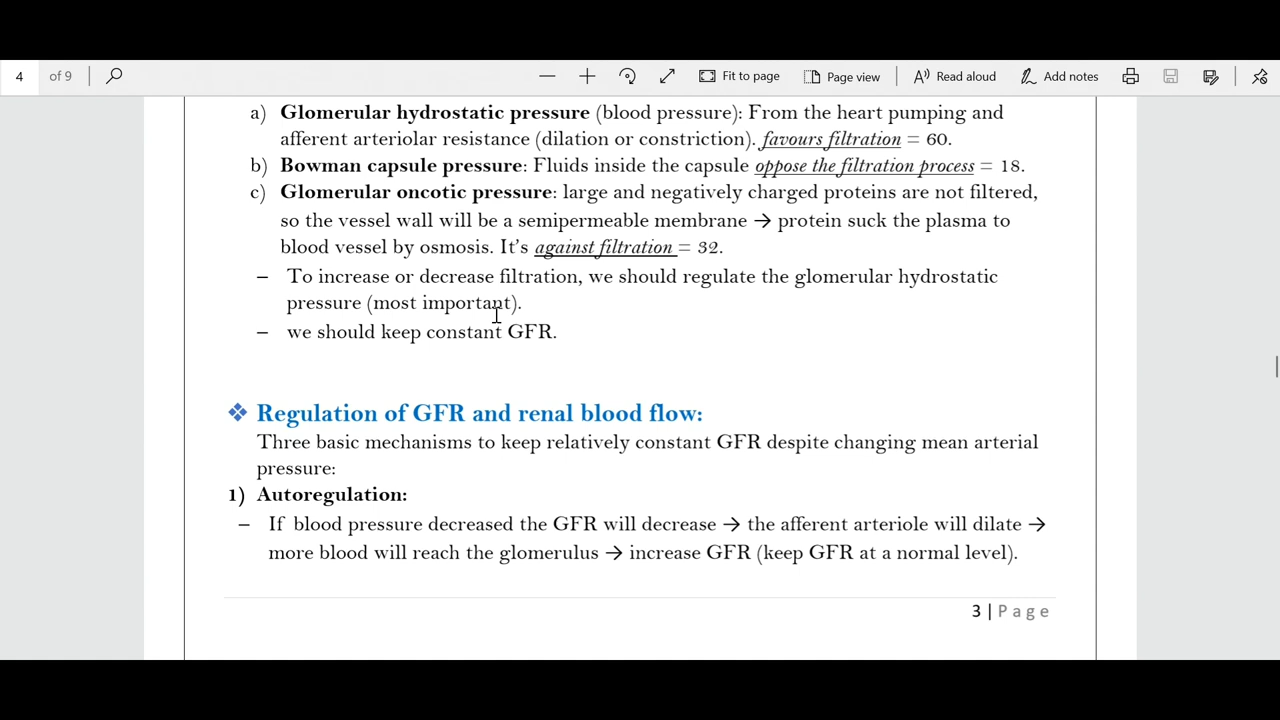 4 of 9 Fit to page Page view Read aloud Add notes
a) Glomerular hydrostatic pressure (blood pressure): From the heart pumping and
afferent arteriolar resistance (dilation or constriction). favours filtration = 60.
b) Bowman capsule pressure: Fluids inside the capsule oppose the filtration process = 18.
c) Glomerular oncotic pressure: large and negatively charged proteins are not filtered,
so the vessel wall will be a semipermeable membrane → protein suck the plasma to
blood vessel by osmosis. It's against filtration = 32.
– To increase or decrease filtration, we should regulate the glomerular hydrostatic
pressure (most important).
– we should keep constant GFR.
❖ Regulation of GFR and renal blood flow:
Three basic mechanisms to keep relatively constant GFR despite changing mean arterial
pressure:
1) Autoregulation:
– If blood pressure decreased the GFR will decrease → the afferent arteriole will dilate →
more blood will reach the glomerulus → increase GFR (keep GFR at a normal level).
3 | Page